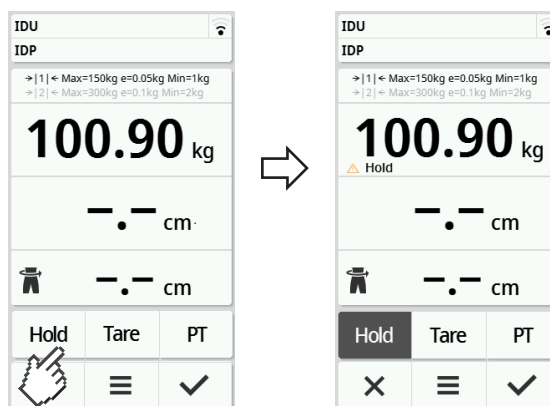 IDU
IDP
→|1|← Max=150kg e=0.05kg Min=1kg
→|2|← Max=300kg e=0.1kg Min=2kg
100.90 kg
-.- cm
-.- cm
Hold Tare PT
IDU
IDP
→|1|← Max=150kg e=0.05kg Min=1kg
→|2|← Max=300kg e=0.1kg Min=2kg
100.90 kg
Hold
-.- cm
-.- cm
Hold Tare PT